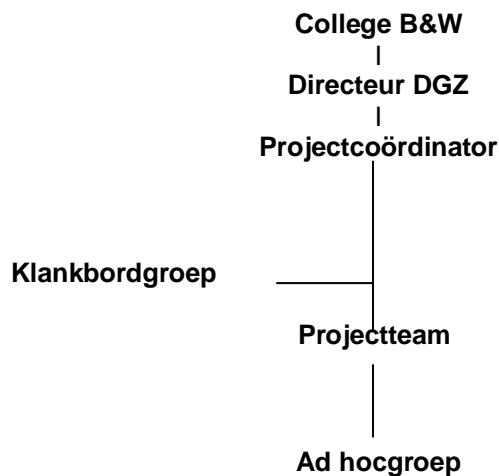 College B&W
Directeur DGZ
Projectcoördinator
Klankbordgroep
Projectteam
Ad hocgroep